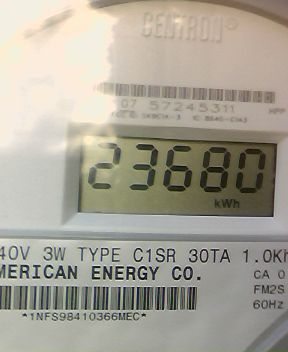 CENTRON®
07 57245311
23680
kWh
40V 3W TYPE C1SR 30TA 1.0Kh
MERICAN ENERGY CO.
CA 0
FM2S
60Hz
*1NFS98410366MEC*